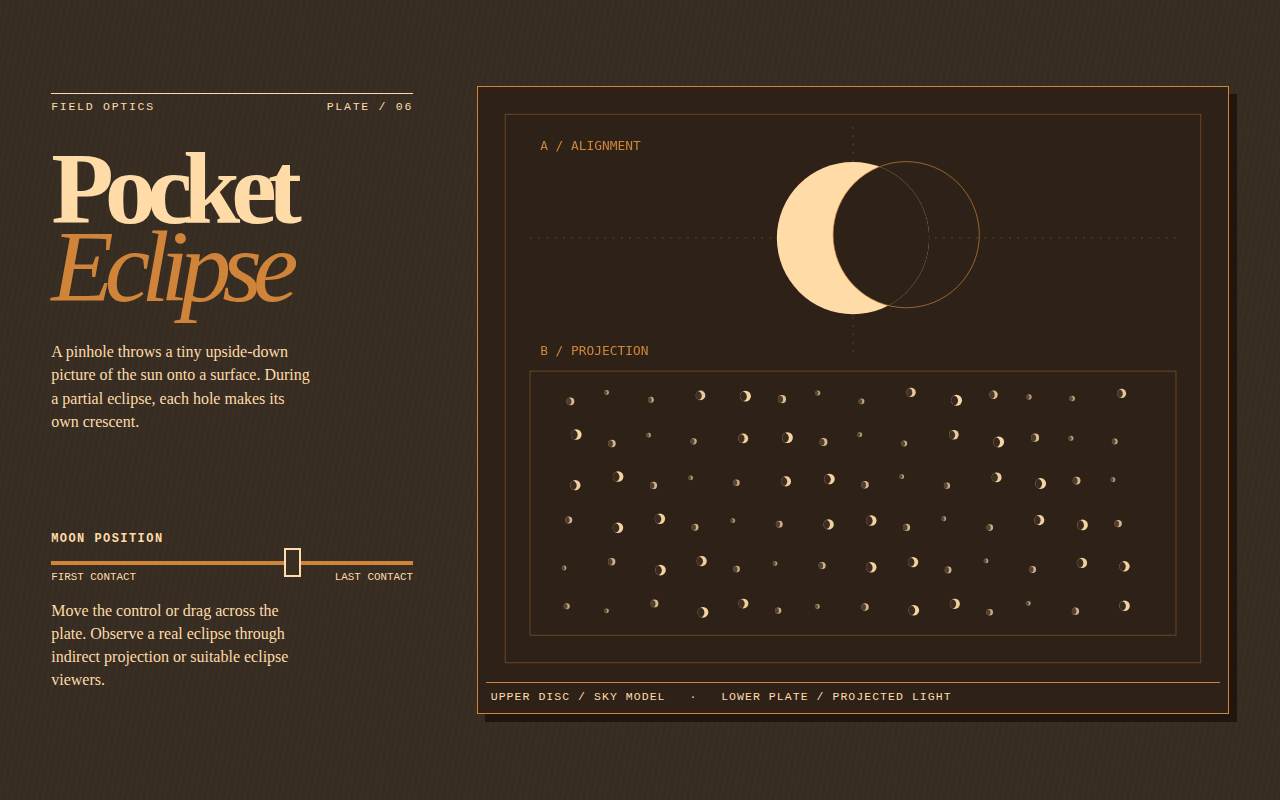 FIELD OPTICS
PLATE / 06
Pocket
Eclipse
A pinhole throws a tiny upside-down
picture of the sun onto a surface. During
a partial eclipse, each hole makes its
own crescent.
MOON POSITION
FIRST CONTACT
LAST CONTACT
Move the control or drag across the
plate. Observe a real eclipse through
indirect projection or suitable eclipse
viewers.
A / ALIGNMENT
B / PROJECTION
UPPER DISC / SKY MODEL · LOWER PLATE / PROJECTED LIGHT